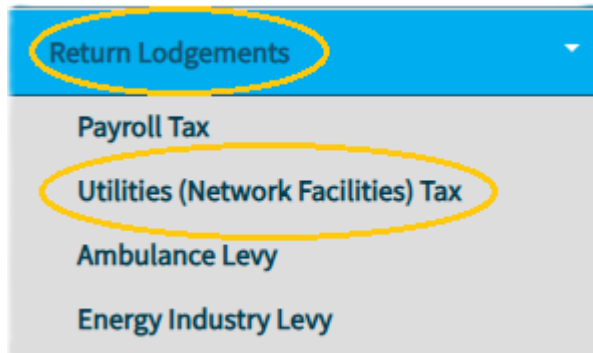 Return Lodgements
Payroll Tax
Utilities (Network Facilities) Tax
Ambulance Levy
Energy Industry Levy